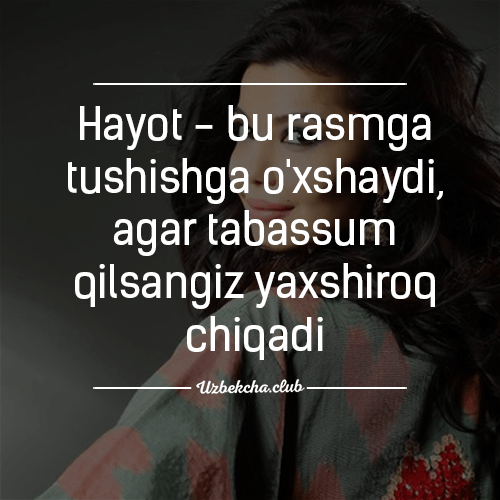 Hayot – bu rasmga
tushishga o'xshaydi,
agar tabassum
qilsangiz yaxshiroq
chiqadi
Uzbekcha.club